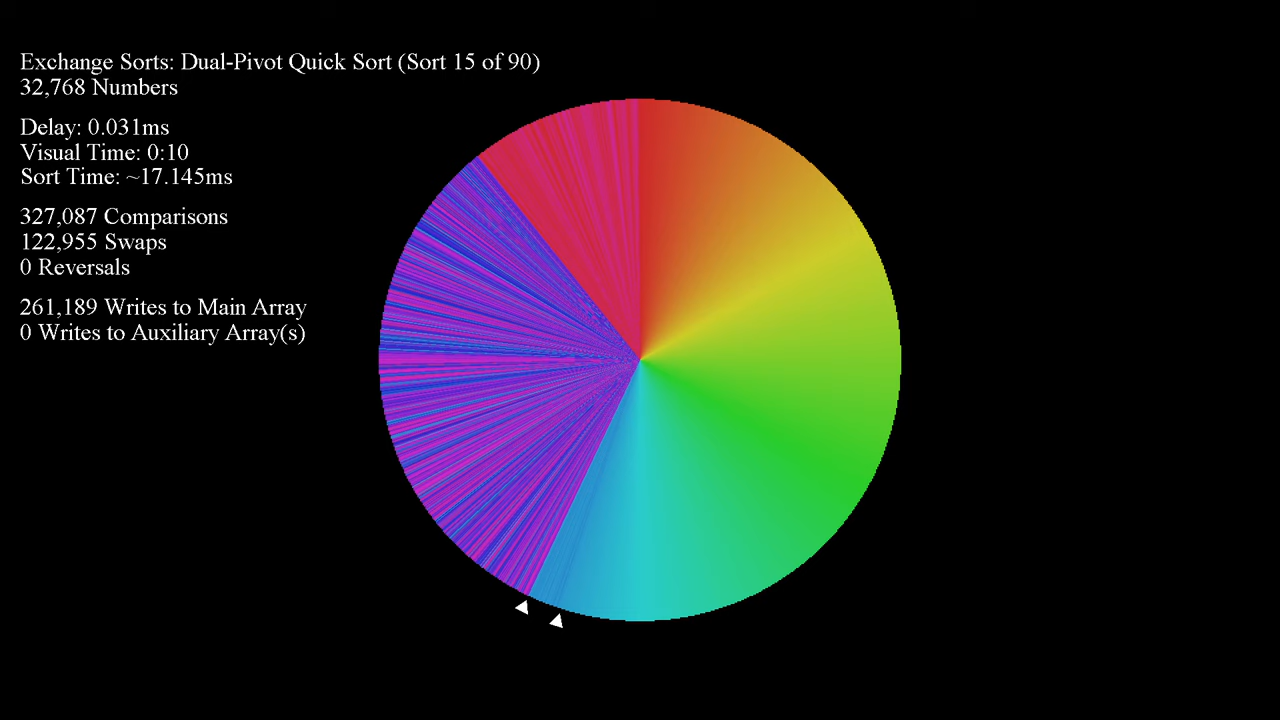 Exchange Sorts: Dual-Pivot Quick Sort (Sort 15 of 90)
32,768 Numbers
Delay: 0.031ms
Visual Time: 0:10
Sort Time: ~17.145ms
327,087 Comparisons
122,955 Swaps
0 Reversals
261,189 Writes to Main Array
0 Writes to Auxiliary Array(s)